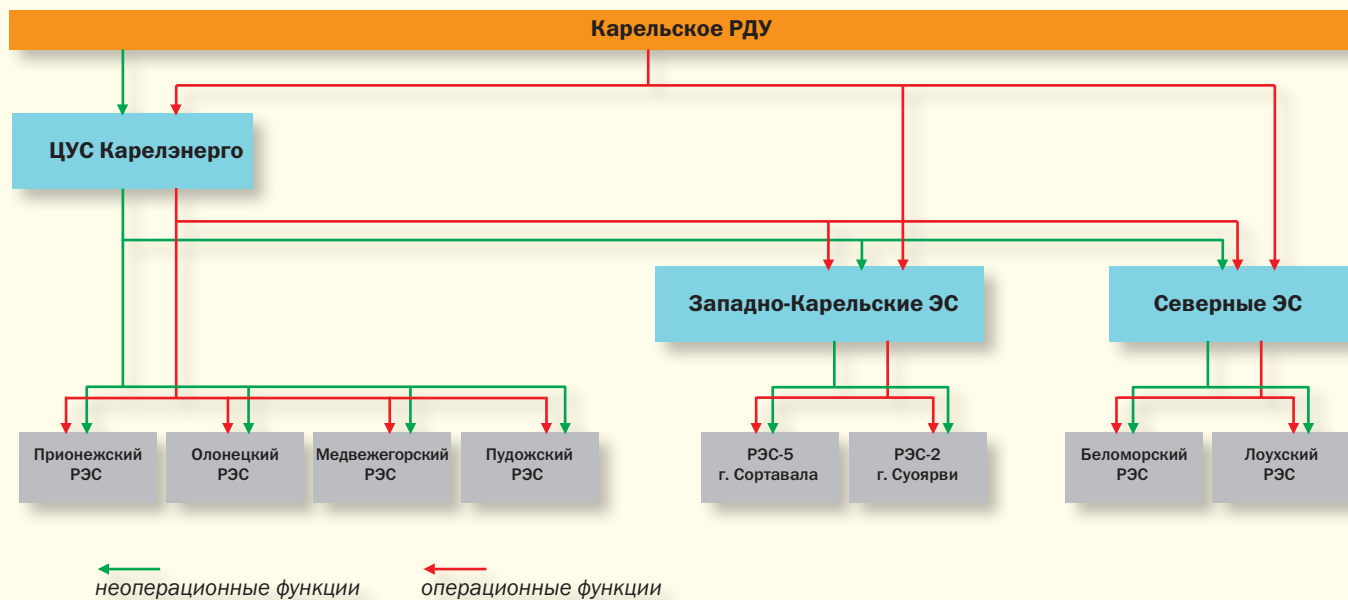 Карельское РДУ
ЦУС Карелэнерго
Западно-Карельские ЭС
Северные ЭС
Прионежский
РЭС
Олонецкий
РЭС
Медвежегорский
РЭС
Пудожский
РЭС
РЭС-5
г. Сортавала
РЭС-2
г. Суоярви
Беломорский
РЭС
Лоухский
РЭС
неоперационные функции
операционные функции